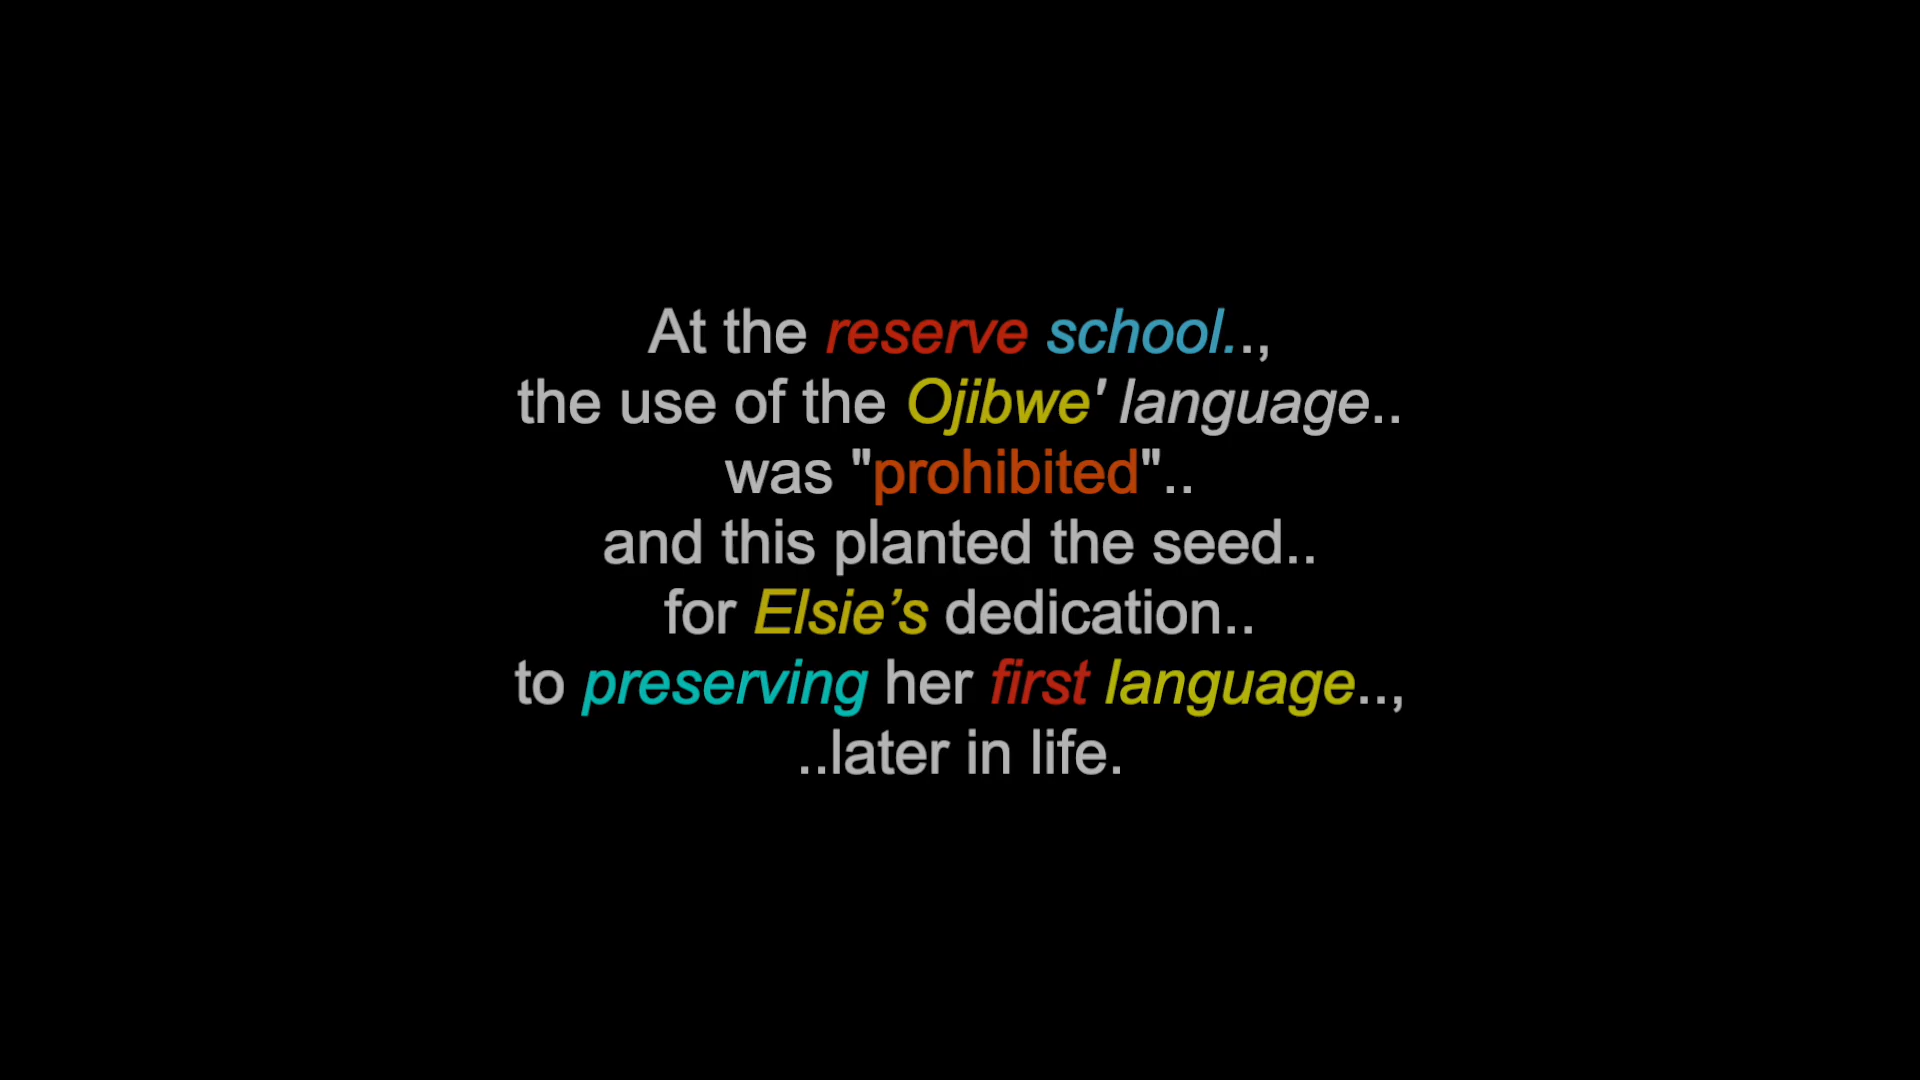 At the reserve school..,
the use of the Ojibwe' language..
was "prohibited"..
and this planted the seed..
for Elsie’s dedication..
to preserving her first language..,
..later in life.